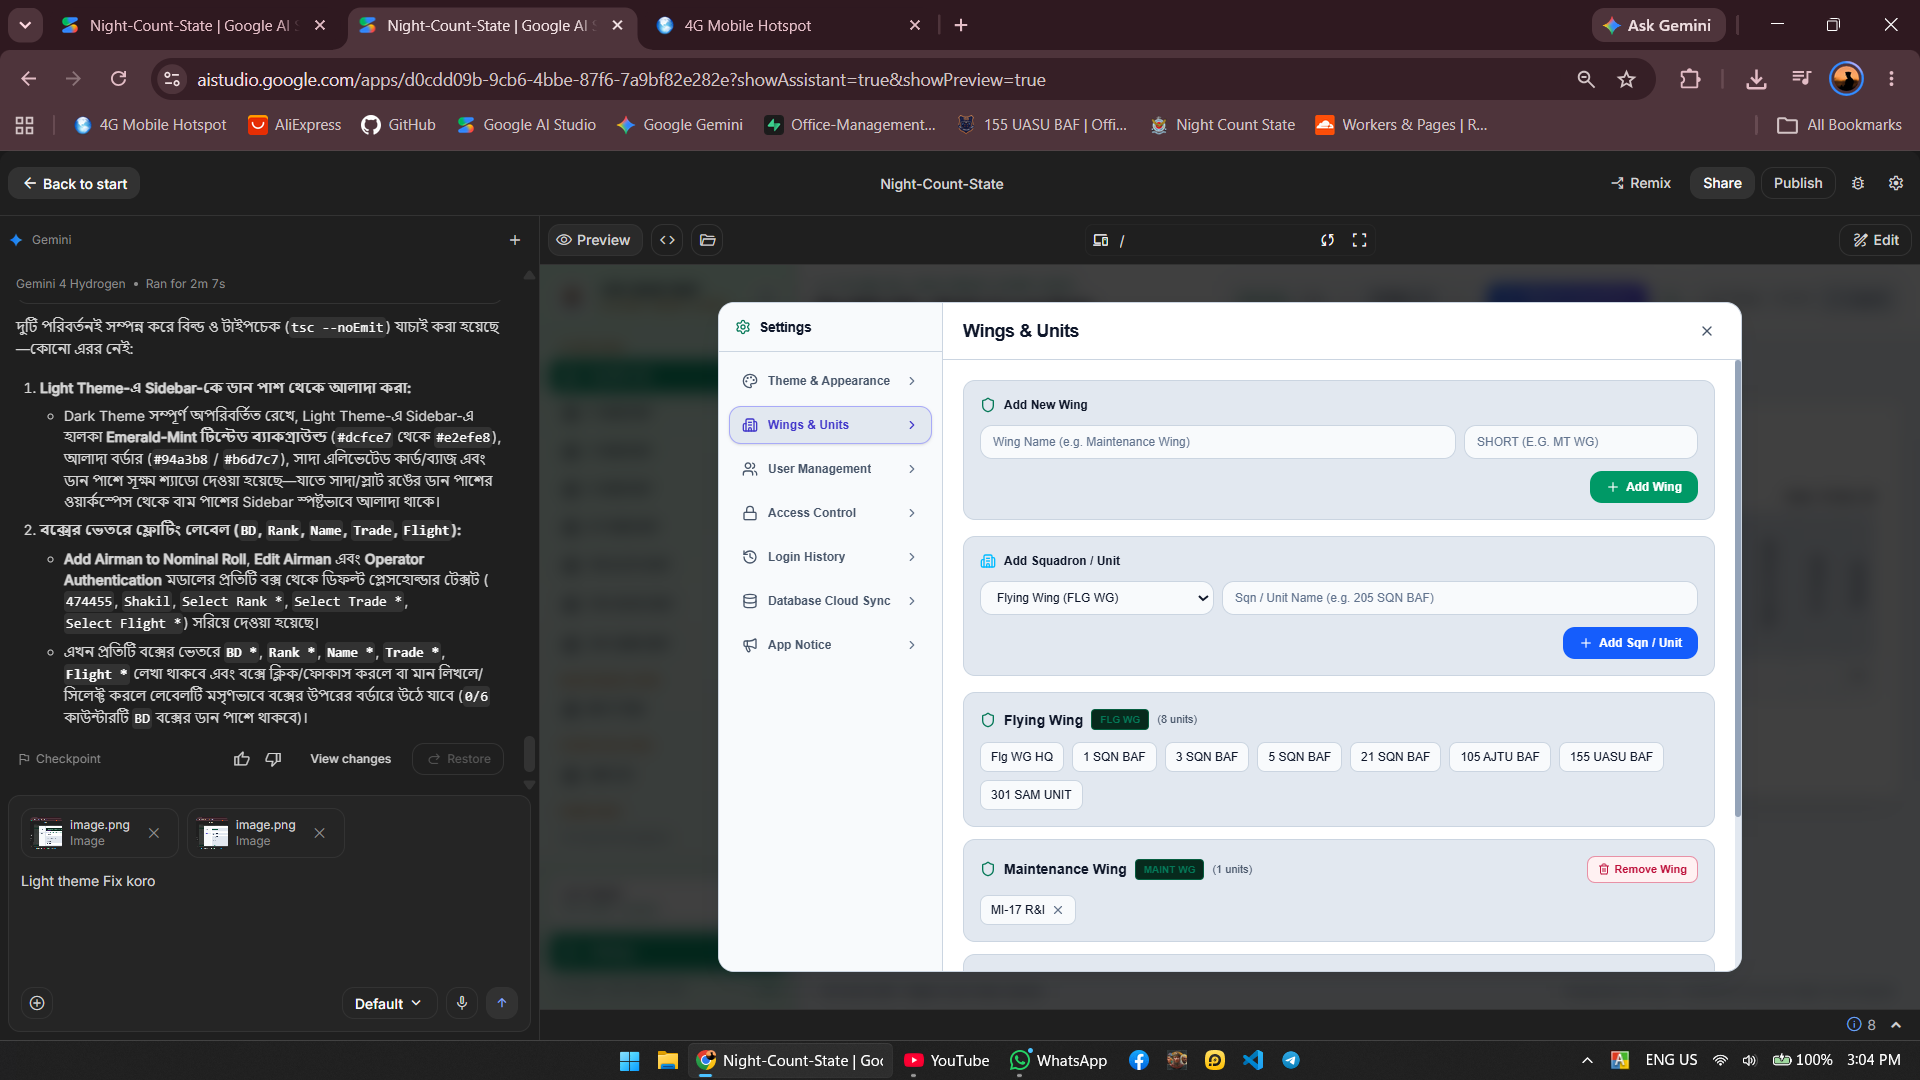 Night-Count-State | Google AI S
Night-Count-State | Google AI S
4G Mobile Hotspot
Ask Gemini
aistudio.google.com/apps/d0cdd09b-9cb6-4bbe-87f6-7a9bf82e282e?showAssistant=true&showPreview=true
4G Mobile Hotspot
AliExpress
GitHub
Google AI Studio
Google Gemini
Office-Management...
155 UASU BAF | Offi...
Night Count State
Workers & Pages | R...
All Bookmarks
Back to start
Night-Count-State
Remix
Share
Publish
Gemini
Preview
/
Edit
Gemini 4 Hydrogen • Ran for 2m 7s
দুটি পরিবর্তনই সম্পন্ন করে বিল্ড ও টাইপচেক (tsc --noEmit) যাচাই করা হয়েছে
—কোনো এরর নেই:
1. Light Theme-এ Sidebar-কে ডান পাশ থেকে আলাদা করা:
Dark Theme সম্পূর্ণ অপরিবর্তিত রেখে, Light Theme-এ Sidebar-এ
হালকা Emerald-Mint টিন্টেড ব্যাকগ্রাউন্ড (#dcfce7 থেকে #e2efe8),
আলাদা বর্ডার (#94a3b8 / #b6d7c7), সাদা এলিভেটেড কার্ড/ব্যাজ এবং
ডান পাশে সূক্ষ্ম শ্যাডো দেওয়া হয়েছে—যাতে সাদা/স্লাট রঙের ডান পাশের
ওয়ার্কস্পেস থেকে বাম পাশের Sidebar স্পষ্টভাবে আলাদা থাকে।
2. বক্সের ভেতরে ফ্লোটিং লেবেল (BD, Rank, Name, Trade, Flight):
Add Airman to Nominal Roll, Edit Airman এবং Operator
Authentication মডালের প্রতিটি বক্স থেকে ডিফল্ট প্লেসহোল্ডার টেক্সট (
474455, Shakil, Select Rank *, Select Trade *,
Select Flight *) সরিয়ে দেওয়া হয়েছে।
এখন প্রতিটি বক্সের ভেতরে BD *, Rank *, Name *, Trade *,
Flight * লেখা থাকবে এবং বক্সে ক্লিক/ফোকাস করলে বা মান লিখলে/
সিলেক্ট করলে লেবেলটি মসৃণভাবে বক্সের উপরের বর্ডারে উঠে যাবে (0/6
কাউন্টারটি BD বক্সের ডান পাশে থাকবে)।
Checkpoint
View changes
Restore
image.png
Image
image.png
Image
Light theme Fix koro
Default
Settings
Theme & Appearance
Wings & Units
User Management
Access Control
Login History
Database Cloud Sync
App Notice
Wings & Units
Add New Wing
Wing Name (e.g. Maintenance Wing)
SHORT (E.G. MT WG)
Add Wing
Add Squadron / Unit
Flying Wing (FLG WG)
Sqn / Unit Name (e.g. 205 SQN BAF)
Add Sqn / Unit
Flying Wing FLG WG (8 units)
Flg WG HQ
1 SQN BAF
3 SQN BAF
5 SQN BAF
21 SQN BAF
105 AJTU BAF
155 UASU BAF
301 SAM UNIT
Maintenance Wing MAINT WG (1 units)
Remove Wing
MI-17 R&I
8
Night-Count-State | Goo
YouTube
WhatsApp
ENG US
100%
3:04 PM